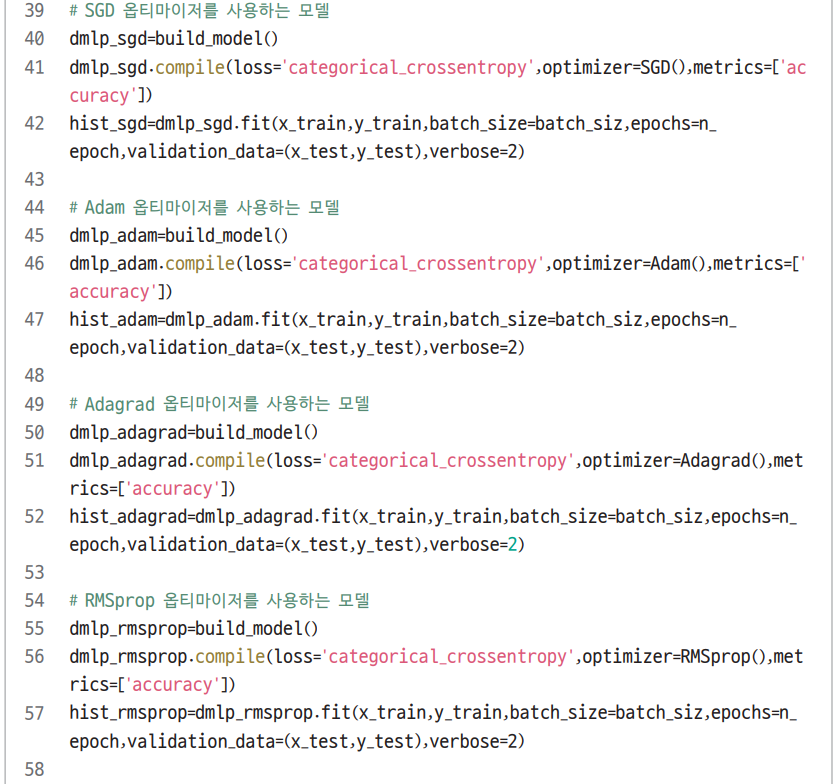 39 # SGD 옵티마이저를 사용하는 모델
40 dmlp_sgd=build_model()
41 dmlp_sgd.compile(loss='categorical_crossentropy',optimizer=SGD(),metrics=['ac
curacy'])
42 hist_sgd=dmlp_sgd.fit(x_train,y_train,batch_size=batch_siz,epochs=n_
epoch,validation_data=(x_test,y_test),verbose=2)
43
44 # Adam 옵티마이저를 사용하는 모델
45 dmlp_adam=build_model()
46 dmlp_adam.compile(loss='categorical_crossentropy',optimizer=Adam(),metrics=['
accuracy'])
47 hist_adam=dmlp_adam.fit(x_train,y_train,batch_size=batch_siz,epochs=n_
epoch,validation_data=(x_test,y_test),verbose=2)
48
49 # Adagrad 옵티마이저를 사용하는 모델
50 dmlp_adagrad=build_model()
51 dmlp_adagrad.compile(loss='categorical_crossentropy',optimizer=Adagrad(),met
rics=['accuracy'])
52 hist_adagrad=dmlp_adagrad.fit(x_train,y_train,batch_size=batch_siz,epochs=n_
epoch,validation_data=(x_test,y_test),verbose=2)
53
54 # RMSprop 옵티마이저를 사용하는 모델
55 dmlp_rmsprop=build_model()
56 dmlp_rmsprop.compile(loss='categorical_crossentropy',optimizer=RMSprop(),met
rics=['accuracy'])
57 hist_rmsprop=dmlp_rmsprop.fit(x_train,y_train,batch_size=batch_siz,epochs=n_
epoch,validation_data=(x_test,y_test),verbose=2)
58